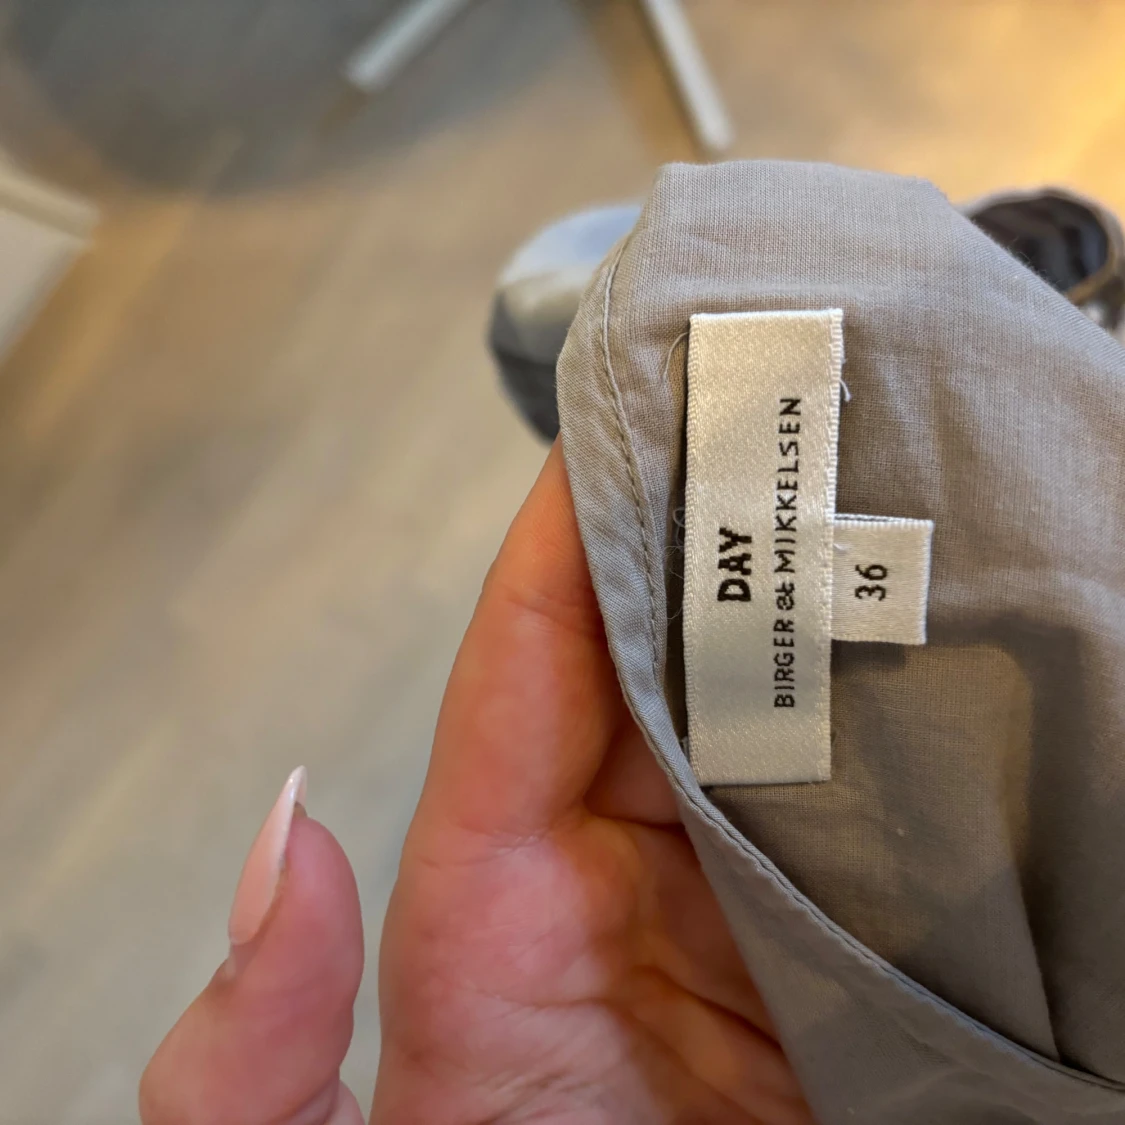 DAY
BIRGER et MIKKELSEN
36